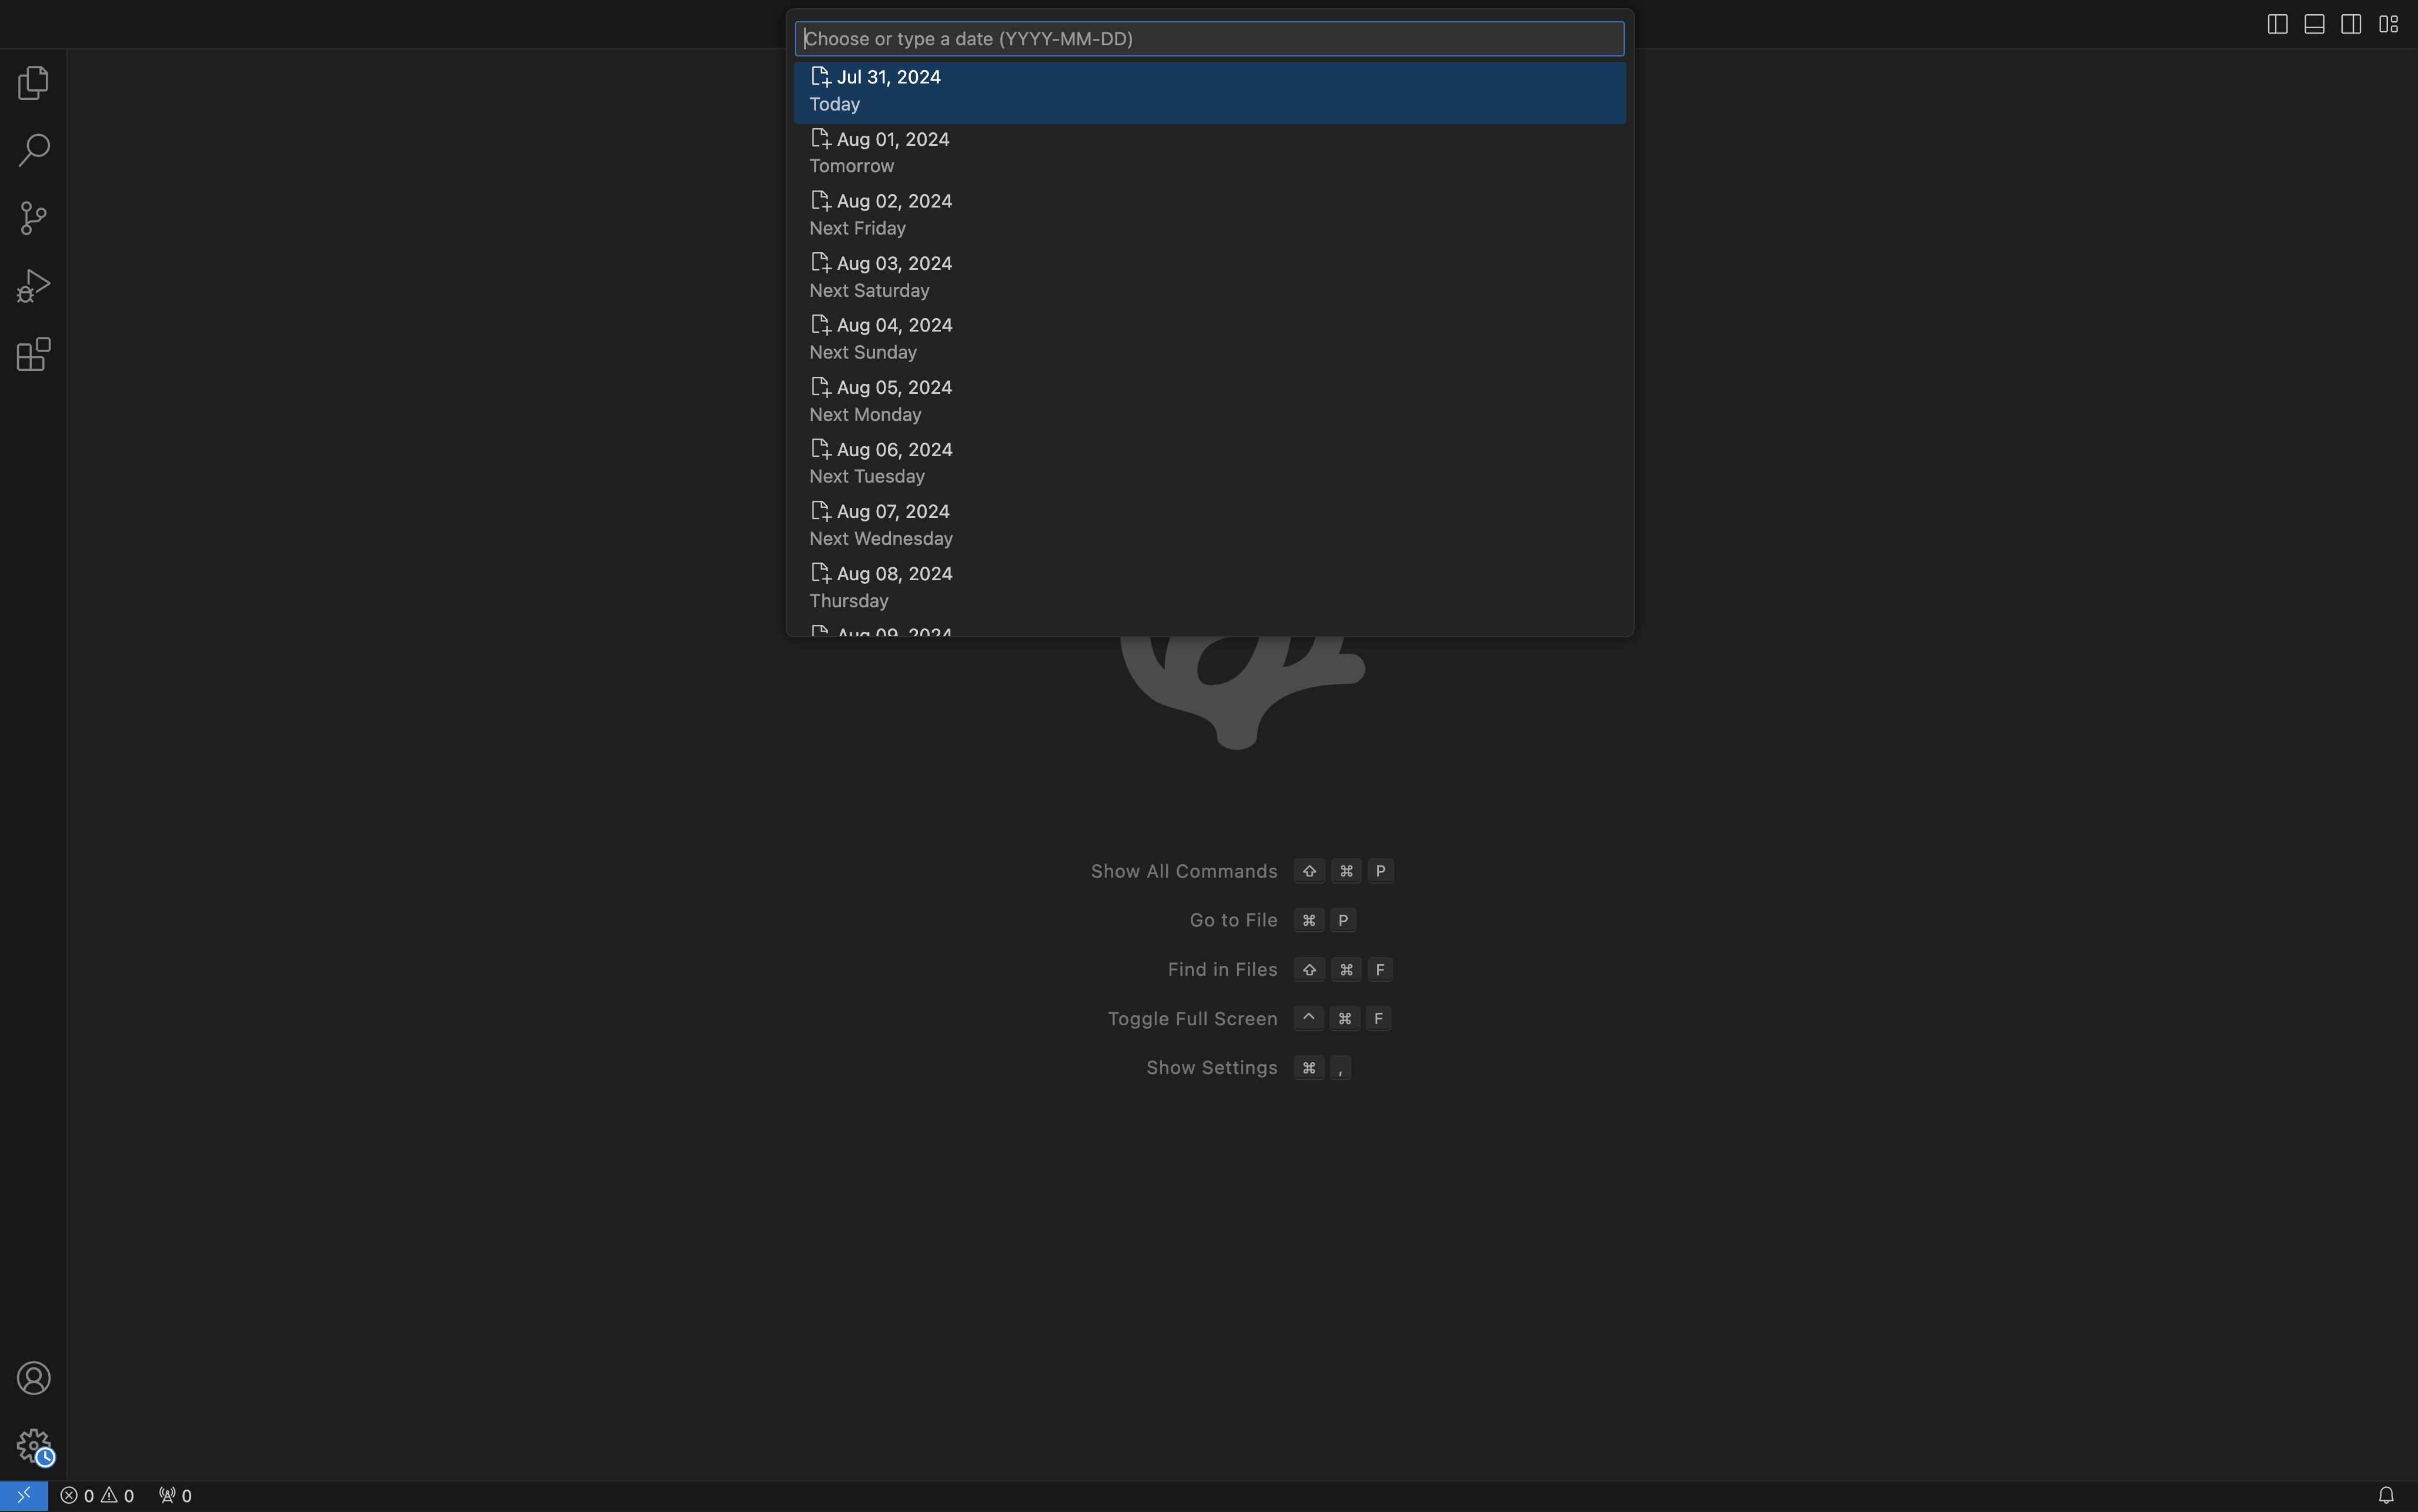 Choose or type a date (YYYY-MM-DD)
Jul 31, 2024
Today
Aug 01, 2024
Tomorrow
Aug 02, 2024
Next Friday
Aug 03, 2024
Next Saturday
Aug 04, 2024
Next Sunday
Aug 05, 2024
Next Monday
Aug 06, 2024
Next Tuesday
Aug 07, 2024
Next Wednesday
Aug 08, 2024
Thursday
Aug 09, 2024
Show All Commands ⇧ ⌘ P
Go to File ⌘ P
Find in Files ⇧ ⌘ F
Toggle Full Screen ^ ⌘ F
Show Settings ⌘ ,
0 0 0